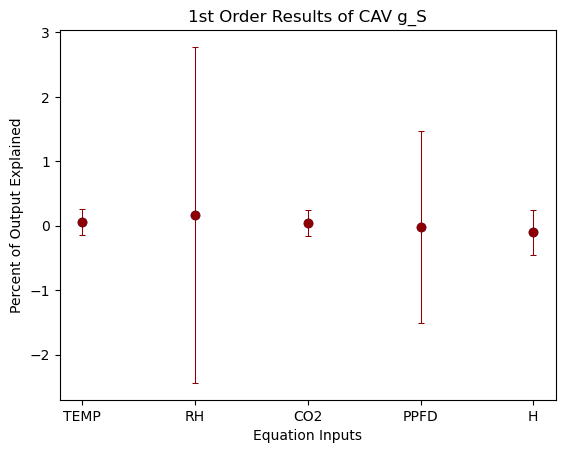 1st Order Results of CAV g_S
Percent of Output Explained
3
2
1
0
−1
−2
TEMP RH CO2 PPFD H
Equation Inputs